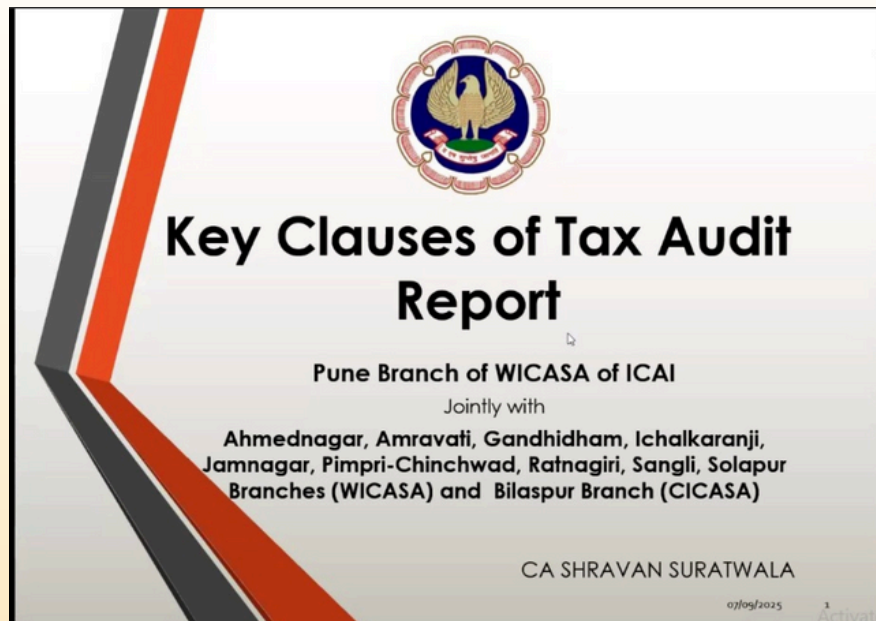 Key Clauses of Tax Audit
Report
Pune Branch of WICASA of ICAI
Jointly with
Ahmednagar, Amravati, Gandhidham, Ichalkaranji,
Jamnagar, Pimpri-Chinchwad, Ratnagiri, Sangli, Solapur
Branches (WICASA) and Bilaspur Branch (CICASA)
CA SHRAVAN SURATWALA
07/09/2025 1
Activat